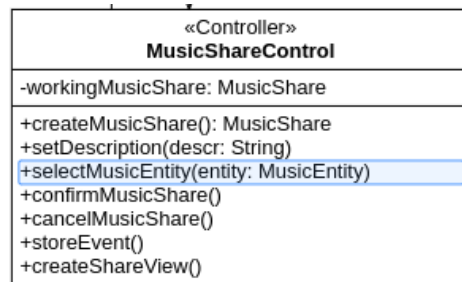 «Controller»
MusicShareControl
-workingMusicShare: MusicShare
+createMusicShare(): MusicShare
+setDescription(descr: String)
+selectMusicEntity(entity: MusicEntity)
+confirmMusicShare()
+cancelMusicShare()
+storeEvent()
+createShareView()